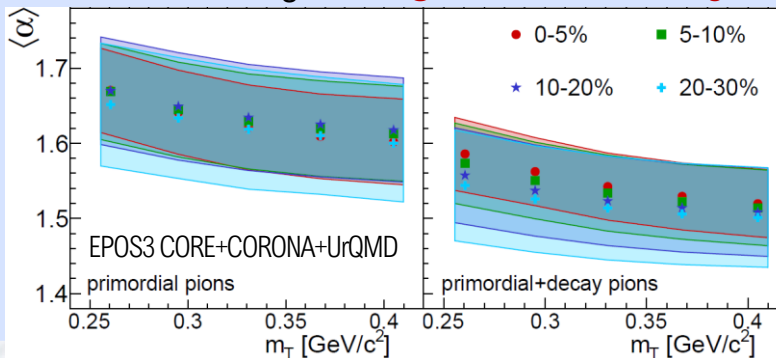 ⟨α⟩
0-5%
5-10%
10-20%
20-30%
1.7
1.6
1.5
1.4
EPOS3 CORE+CORONA+UrQMD
primordial pions
primordial+decay pions
0.25
0.3
0.35
0.4
0.25
0.3
0.35
0.4
m_T [GeV/c²]
m_T [GeV/c²]